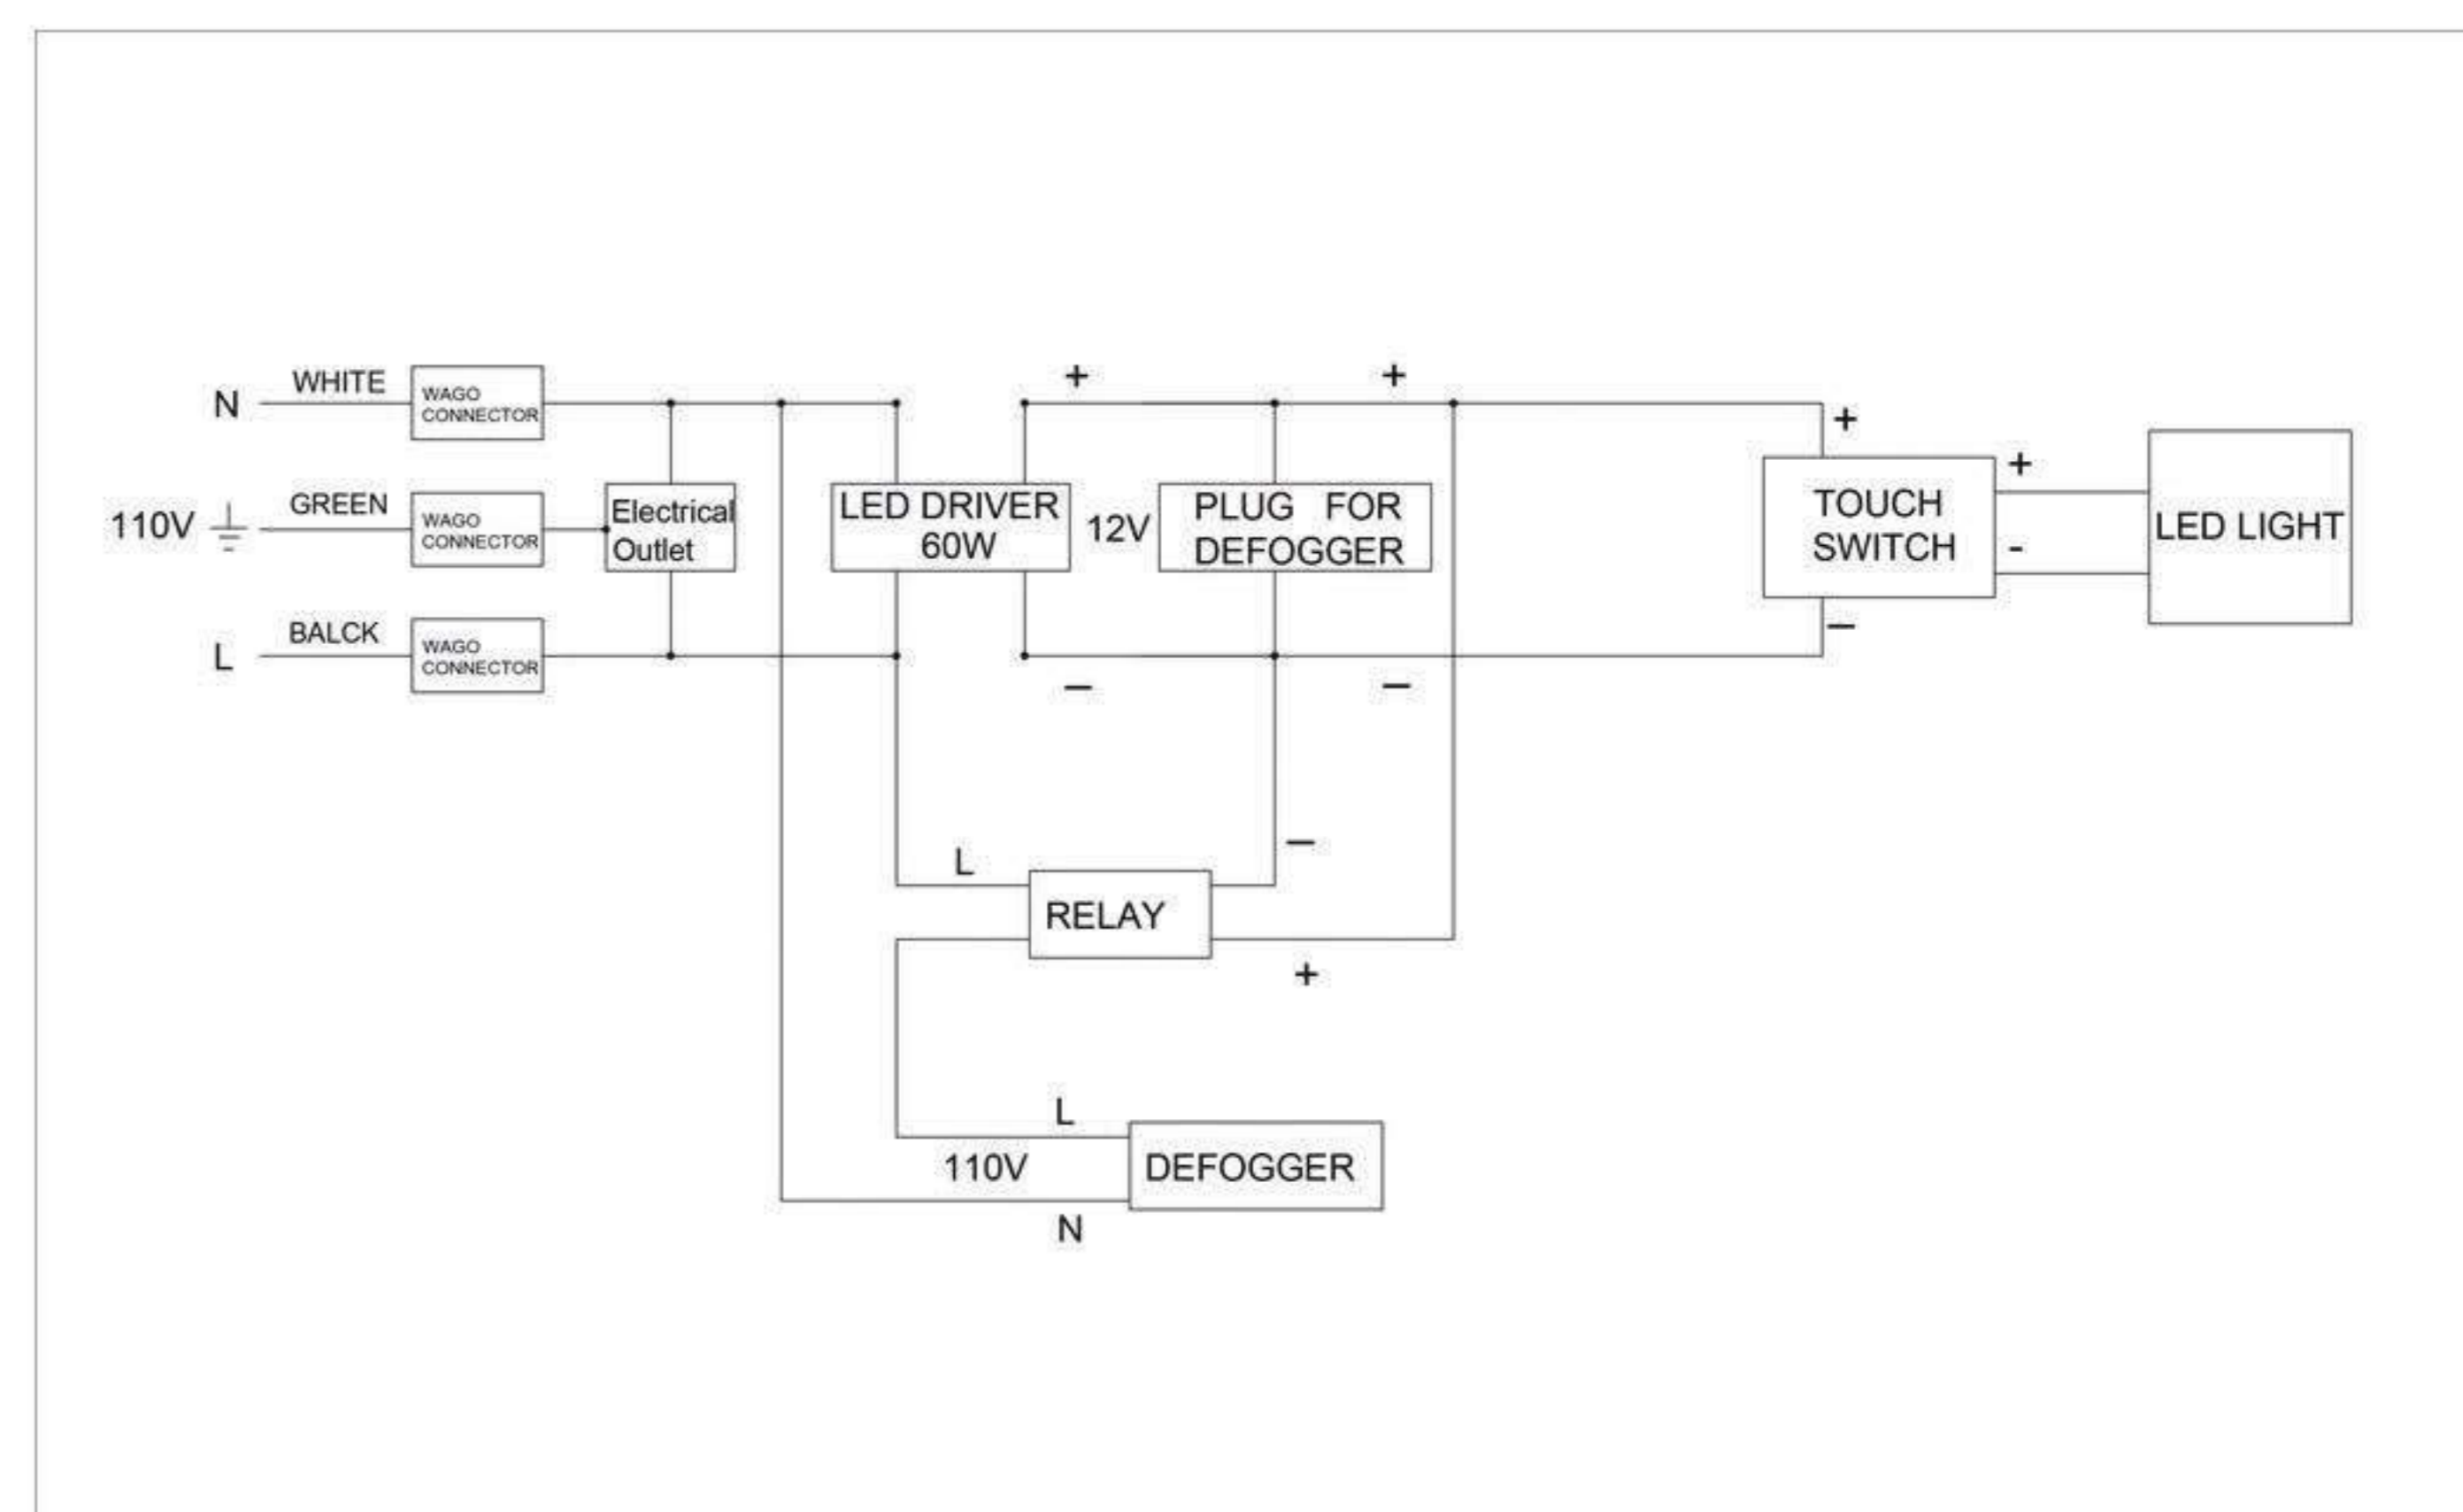 N
WHITE
WAGO
CONNECTOR
110V
GREEN
WAGO
CONNECTOR
L
BALCK
WAGO
CONNECTOR
Electrical
Outlet
LED DRIVER
60W
+
+
12V
PLUG FOR
DEFOGGER
–
–
+
TOUCH
SWITCH
–
+
-
LED LIGHT
L
RELAY
–
+
L
110V
N
DEFOGGER